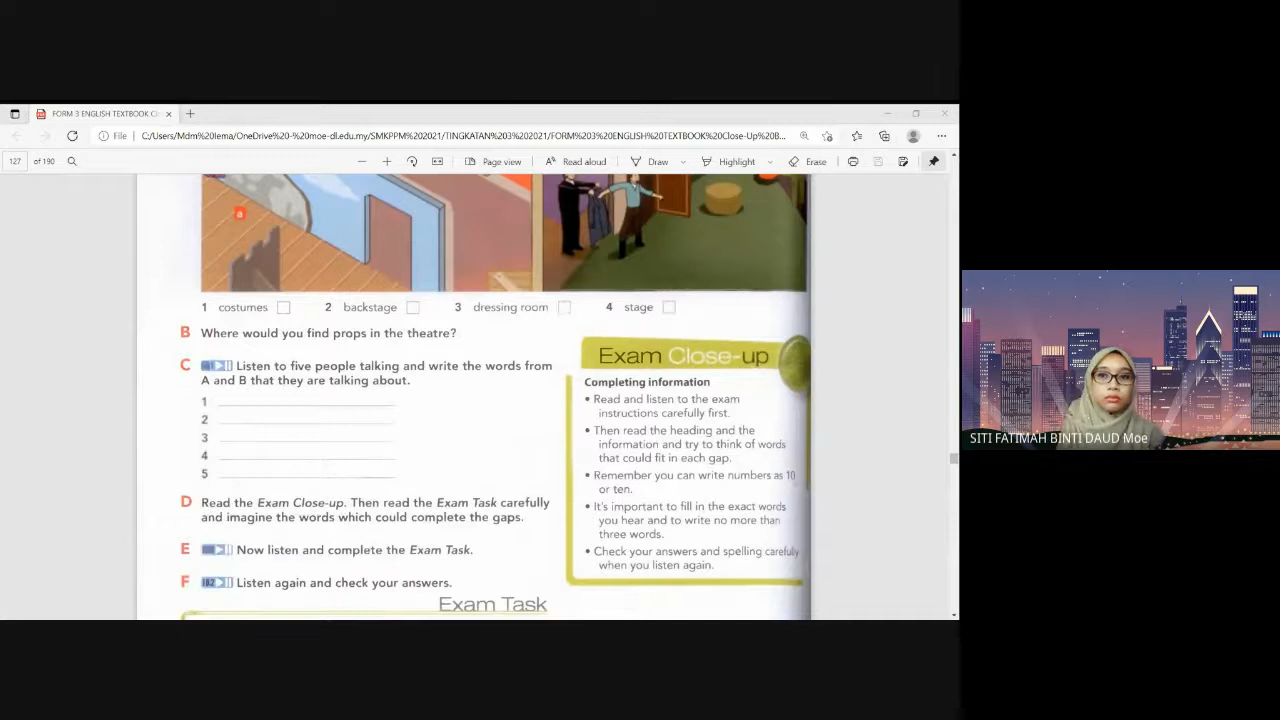 FORM 3 ENGLISH TEXTBOOK C
File
C:/Users/Mdm%20lema/OneDrive%20-%20moe-dl.edu.my/SMKPPM%202021/TINGKATAN%203%202021/FORM%203%20ENGLISH%20TEXTBOOK%20Close-Up%20B...
127 of 190
Page view
Read aloud
Draw
Highlight
Erase
a
1 costumes 2 backstage 3 dressing room 4 stage
B Where would you find props in the theatre?
C Listen to five people talking and write the words from
A and B that they are talking about.
1
2
3
4
5
D Read the Exam Close-up. Then read the Exam Task carefully
and imagine the words which could complete the gaps.
E Now listen and complete the Exam Task.
F Listen again and check your answers.
Exam Task
Exam Close-up
Completing information
• Read and listen to the exam
instructions carefully first.
• Then read the heading and the
information and try to think of words
that could fit in each gap.
• Remember you can write numbers as 10
or ten.
• It's important to fill in the exact words
you hear and to write no more than
three words.
• Check your answers and spelling carefully
when you listen again.
SITI FATIMAH BINTI DAUD Moe